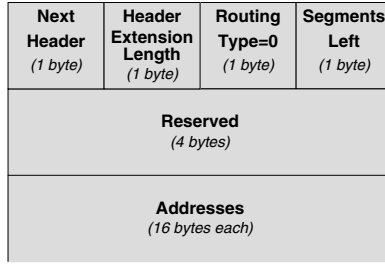 Next Header (1 byte)
Header Extension Length (1 byte)
Routing Type=0 (1 byte)
Segments Left (1 byte)
Reserved
(4 bytes)
Addresses
(16 bytes each)